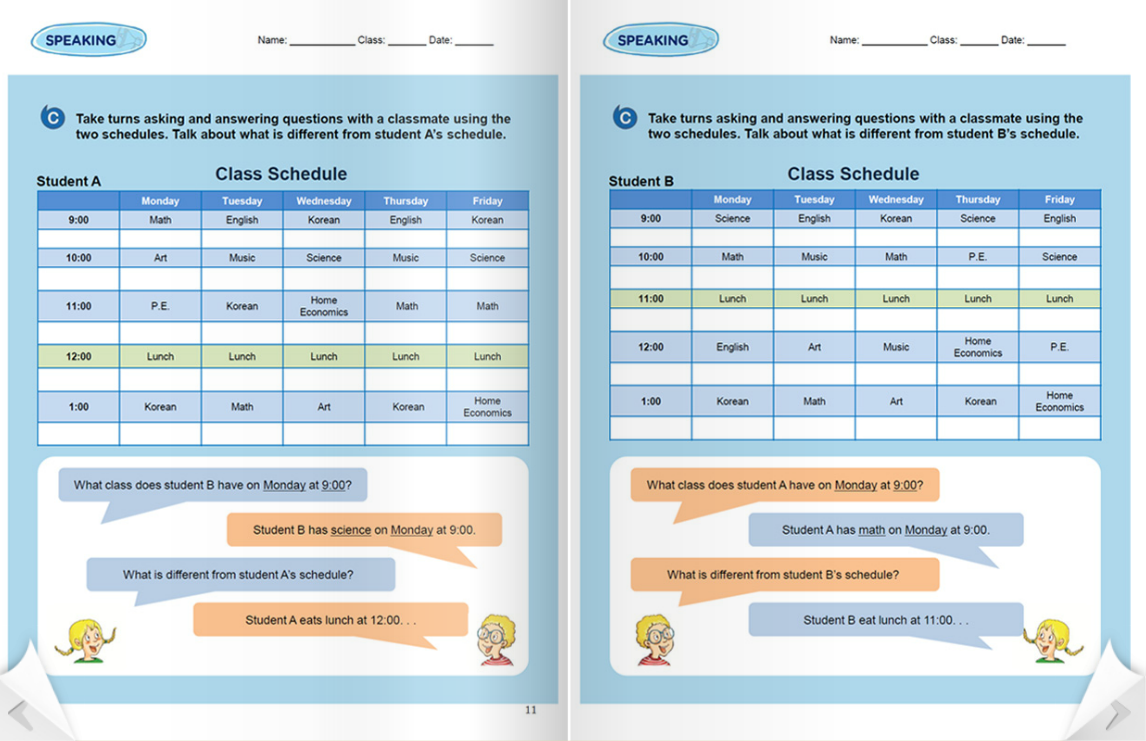 SPEAKING
Name: ________ Class: _____ Date: _____
C Take turns asking and answering questions with a classmate using the
two schedules. Talk about what is different from student A's schedule.
Student A
Class Schedule
Monday Tuesday Wednesday Thursday Friday
9:00 Math English Korean English Korean
10:00 Art Music Science Music Science
11:00 P.E. Korean Home Economics Math Math
12:00 Lunch Lunch Lunch Lunch Lunch
1:00 Korean Math Art Korean Home Economics
What class does student B have on Monday at 9:00?
Student B has science on Monday at 9:00.
What is different from student A's schedule?
Student A eats lunch at 12:00. . .
11
SPEAKING
Name: ________ Class: _____ Date: _____
C Take turns asking and answering questions with a classmate using the
two schedules. Talk about what is different from student B's schedule.
Student B
Class Schedule
Monday Tuesday Wednesday Thursday Friday
9:00 Science English Korean Science English
10:00 Math Music Math P.E. Science
11:00 Lunch Lunch Lunch Lunch Lunch
12:00 English Art Music Home Economics P.E.
1:00 Korean Math Art Korean Home Economics
What class does student A have on Monday at 9:00?
Student A has math on Monday at 9:00.
What is different from student B's schedule?
Student B eat lunch at 11:00. . .